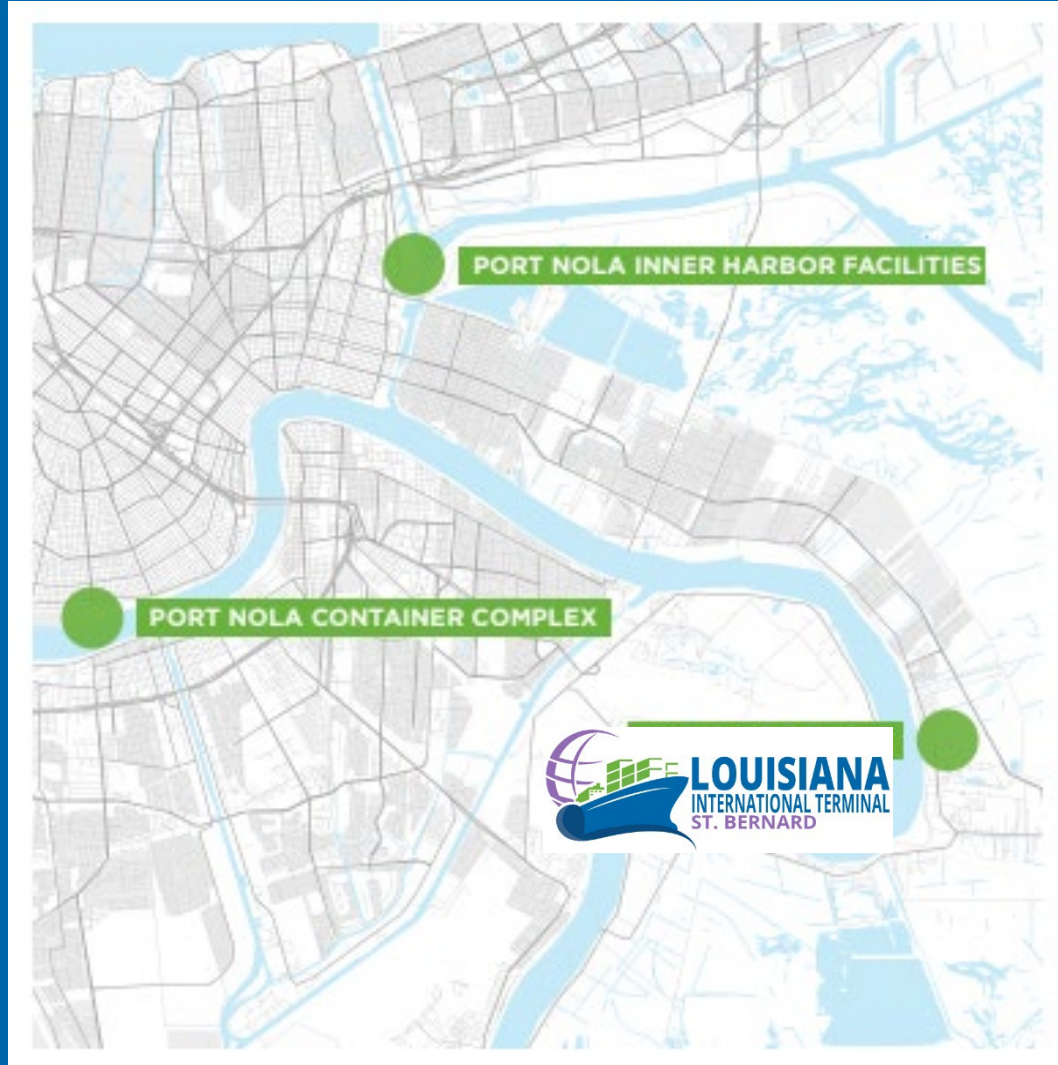 PORT NOLA INNER HARBOR FACILITIES
PORT NOLA CONTAINER COMPLEX
LOUISIANA
INTERNATIONAL TERMINAL
ST. BERNARD